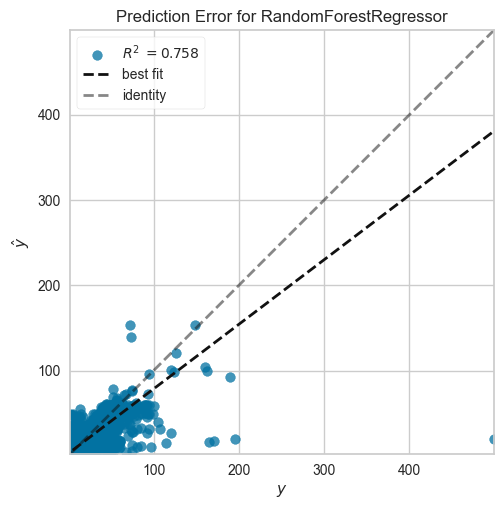 Prediction Error for RandomForestRegressor
R² = 0.758
best fit
identity
400
300
200
100
ŷ
100
200
300
400
y